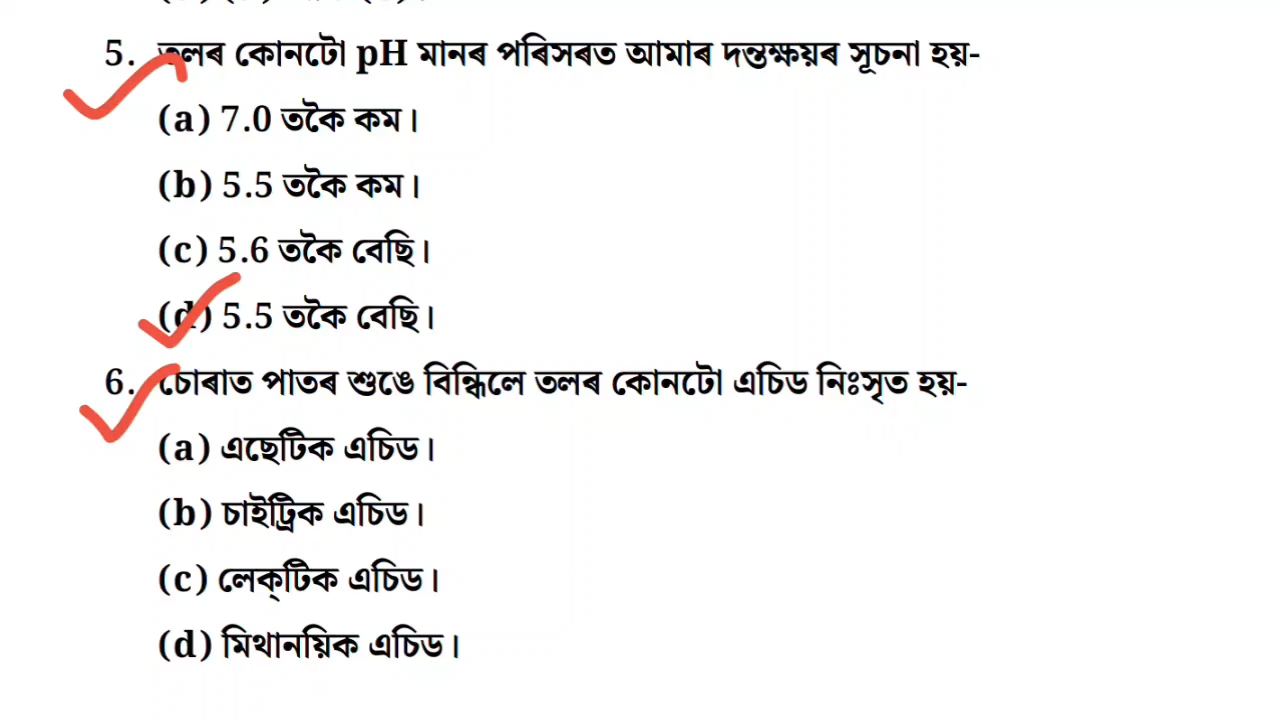 5. তলৰ কোনটো pH মানৰ পৰিসৰত আমাৰ দন্তক্ষয়ৰ সূচনা হয়-
(a) 7.0 তকৈ কম।
(b) 5.5 তকৈ কম।
(c) 5.6 তকৈ বেছি।
(d) 5.5 তকৈ বেছি।
6. চোৰাত পাতৰ শুঙে বিন্ধিলে তলৰ কোনটো এচিড নিঃসৃত হয়-
(a) এছেটিক এচিড।
(b) চাইট্ৰিক এচিড।
(c) লেক্‌টিক এচিড।
(d) মিথানয়িক এচিড।